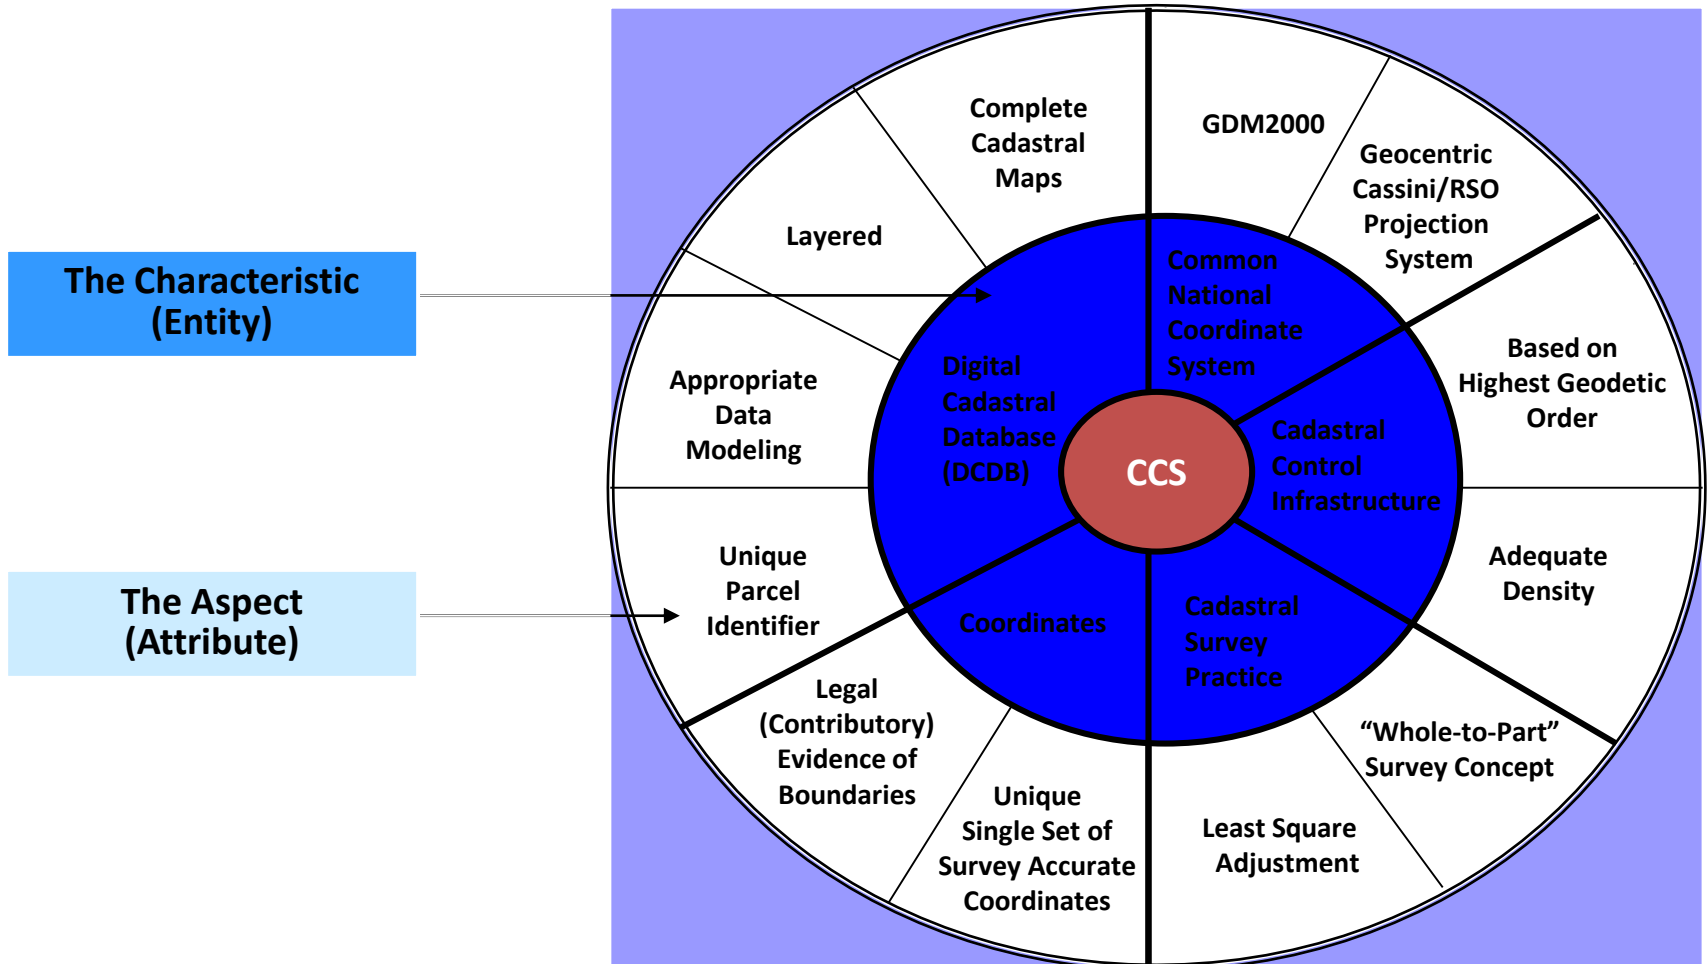 The Characteristic
(Entity)
The Aspect
(Attribute)
Complete
Cadastral
Maps
GDM2000
Geocentric
Cassini/RSO
Projection
System
Layered
Based on
Highest Geodetic
Order
Appropriate
Data
Modeling
Adequate
Density
Unique
Parcel
Identifier
"Whole-to-Part"
Survey Concept
Legal
(Contributory)
Evidence of
Boundaries
Unique
Single Set of
Survey Accurate
Coordinates
Least Square
Adjustment
Common
National
Coordinate
System
Digital
Cadastral
Database
(DCDB)
Cadastral
Control
Infrastructure
Coordinates
Cadastral
Survey
Practice
CCS